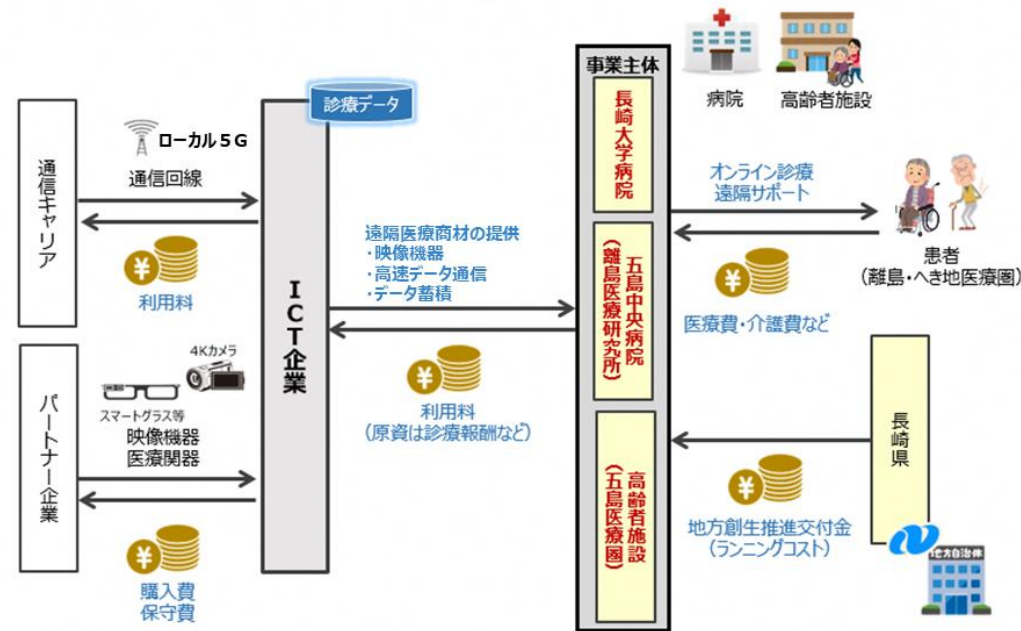 事業主体
病院
高齢者施設
診療データ
長崎大学病院
ローカル5G
通信回線
通信キャリア
利用料
ICT企業
遠隔医療商材の提供
・映像機器
・高速データ通信
・データ蓄積
利用料
(原資は診療報酬など)
五島中央病院
(離島医療研究所)
オンライン診療
遠隔サポート
患者
(離島・へき地医療圏)
医療費・介護費など
4Kカメラ
スマートグラス等
映像機器
医療関器
パートナー企業
購入費
保守費
高齢者施設
(五島医療圏)
長崎県
地方創生推進交付金
(ランニングコスト)
地方自治体
¥
¥
¥
¥
¥